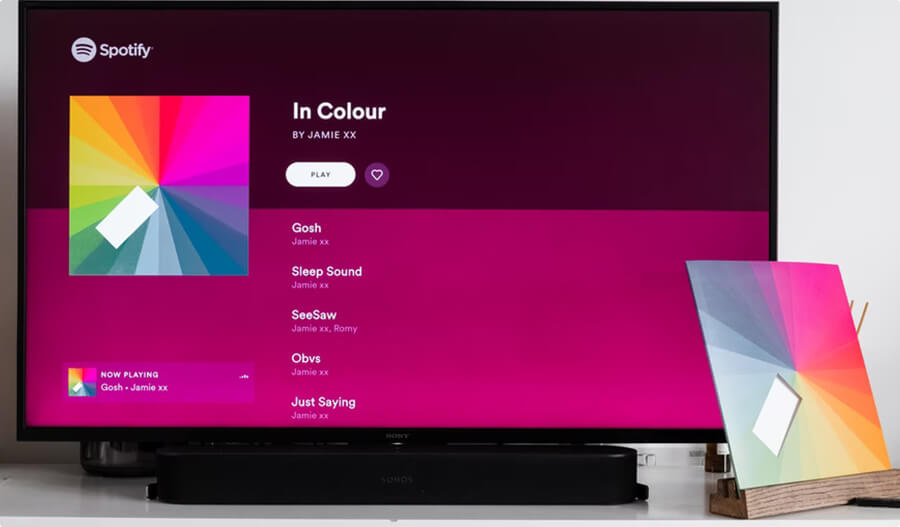 Spotify
In Colour
BY JAMIE XX
PLAY
Gosh
Jamie xx
Sleep Sound
Jamie xx
SeeSaw
Jamie xx, Romy
Obvs
Jamie xx
Just Saying
Jamie xx
NOW PLAYING
Gosh • Jamie xx
SONY
SONOS